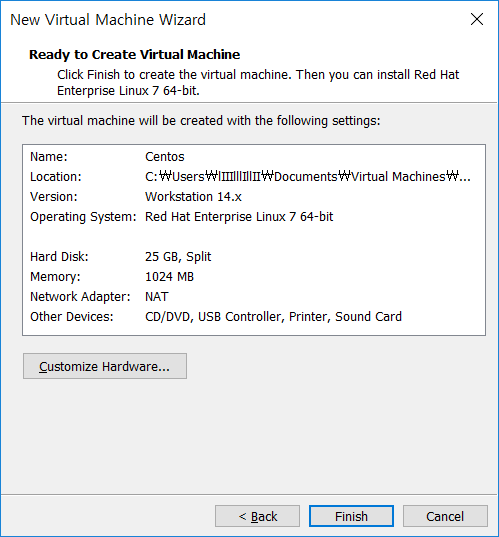 New Virtual Machine Wizard
Ready to Create Virtual Machine
Click Finish to create the virtual machine. Then you can install Red Hat
Enterprise Linux 7 64-bit.
The virtual machine will be created with the following settings:
Name: Centos
Location: C:₩Users₩ ₩Documents₩Virtual Machines₩...
Version: Workstation 14.x
Operating System: Red Hat Enterprise Linux 7 64-bit
Hard Disk: 25 GB, Split
Memory: 1024 MB
Network Adapter: NAT
Other Devices: CD/DVD, USB Controller, Printer, Sound Card
Customize Hardware...
< Back
Finish
Cancel